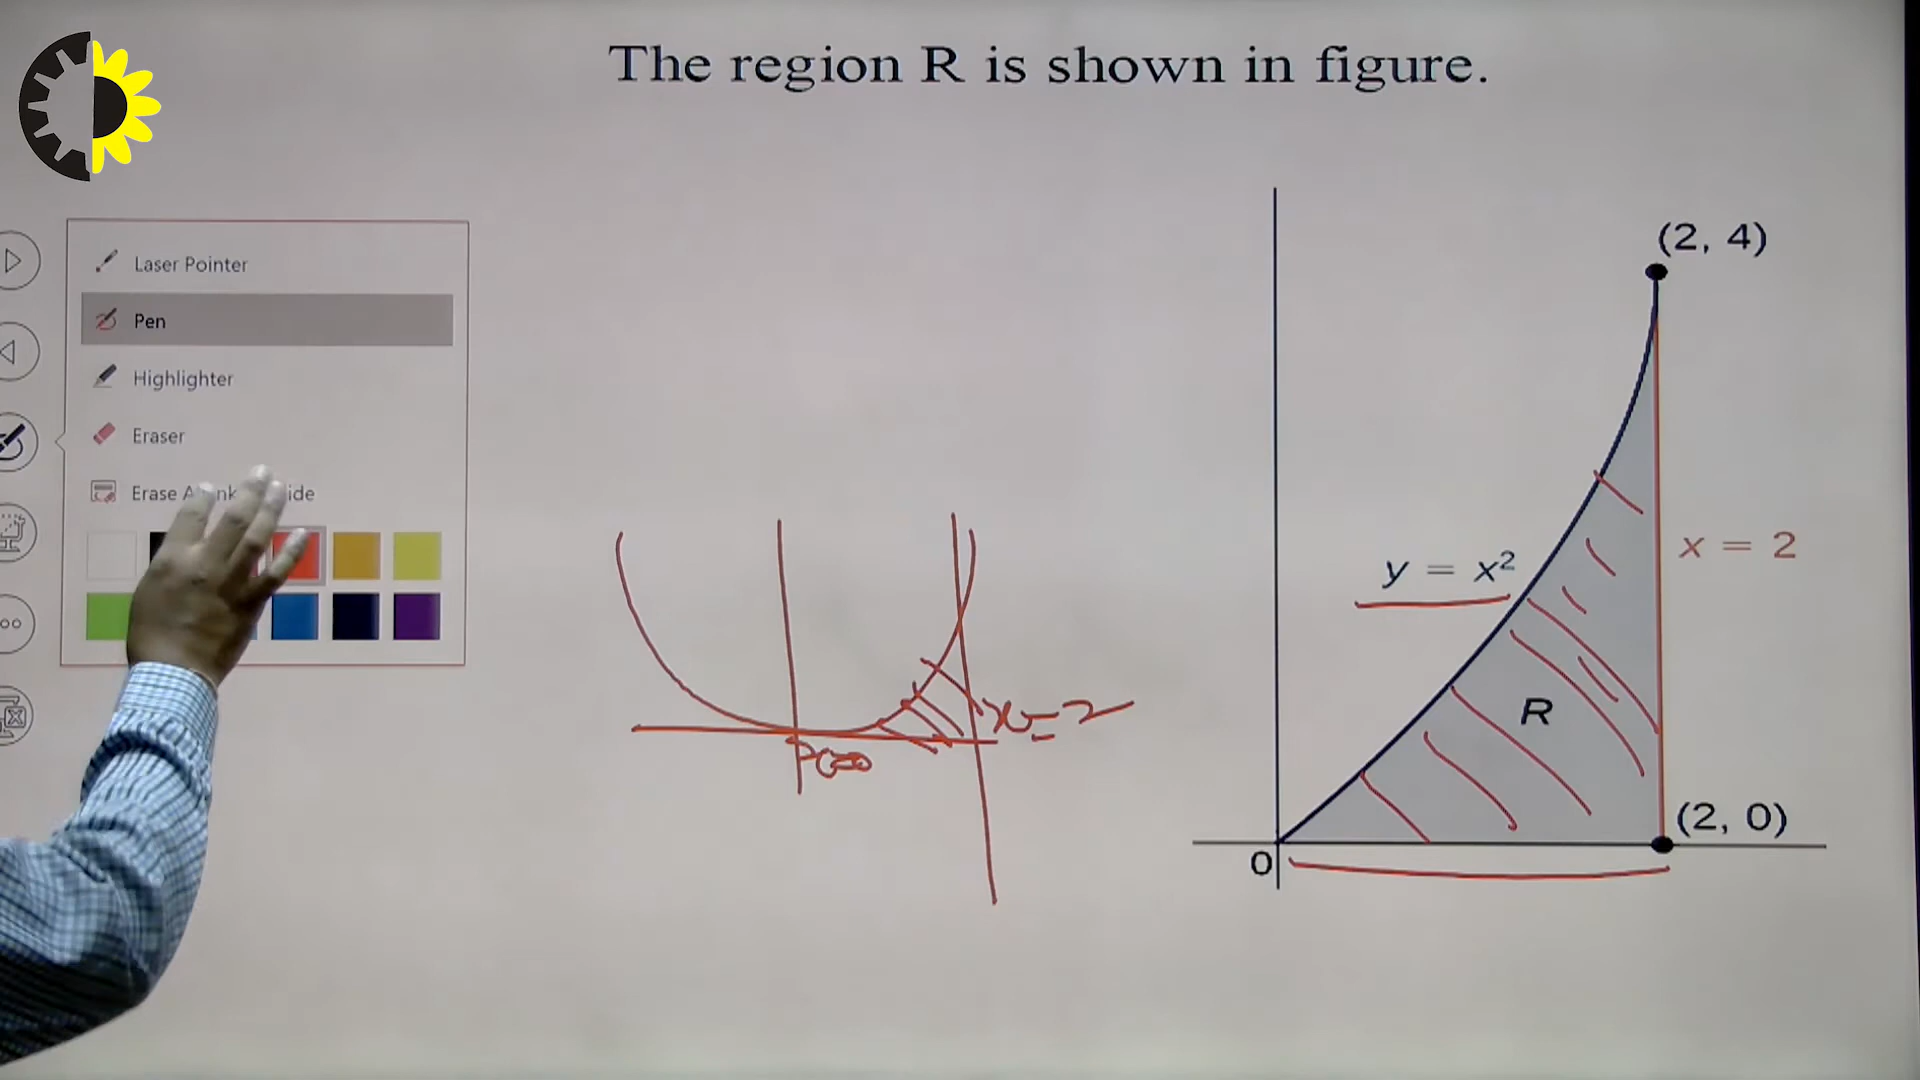 The region R is shown in figure.
Laser Pointer
Pen
Highlighter
Eraser
Erase
(2, 4)
y = x²
x = 2
R
(2, 0)
0
x=2